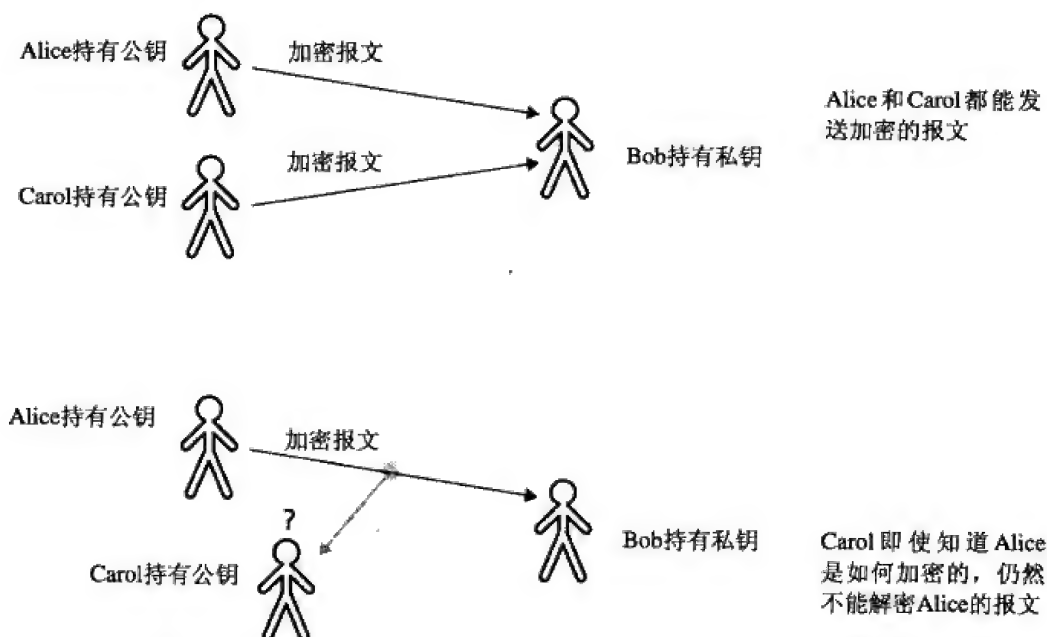 Alice持有公钥
加密报文
Alice和Carol都能发
送加密的报文
加密报文
Bob持有私钥
Carol持有公钥
Alice持有公钥
加密报文
?
Bob持有私钥
Carol即使知道Alice
是如何加密的，仍然
不能解密Alice的报文
Carol持有公钥